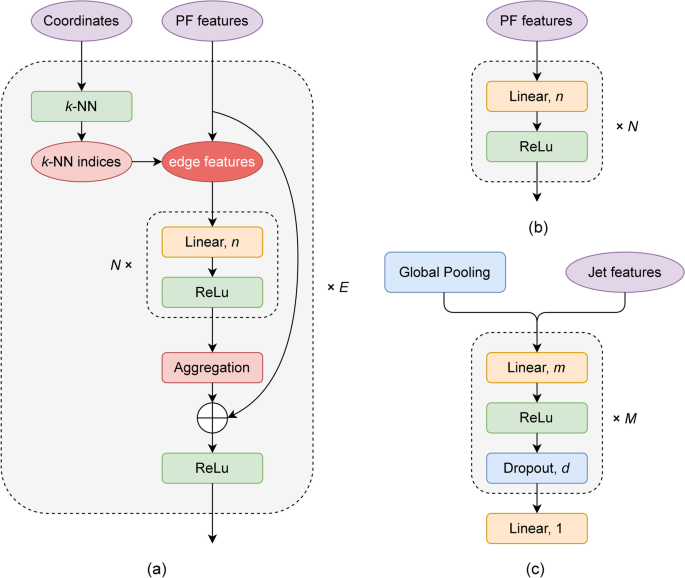 Coordinates
PF features
k-NN
k-NN indices
edge features
Linear, n
N ×
ReLu
× E
Aggregation
ReLu
(a)
PF features
Linear, n
× N
ReLu
(b)
Global Pooling
Jet features
Linear, m
ReLu
× M
Dropout, d
Linear, 1
(c)